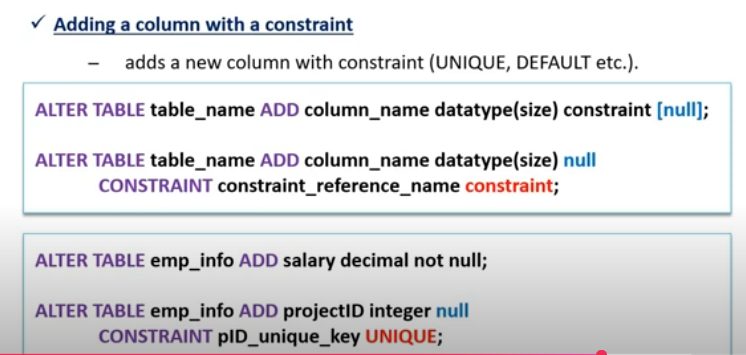 ✓ Adding a column with a constraint
– adds a new column with constraint (UNIQUE, DEFAULT etc.).
ALTER TABLE table_name ADD column_name datatype(size) constraint [null];
ALTER TABLE table_name ADD column_name datatype(size) null
CONSTRAINT constraint_reference_name constraint;
ALTER TABLE emp_info ADD salary decimal not null;
ALTER TABLE emp_info ADD projectID integer null
CONSTRAINT pID_unique_key UNIQUE;